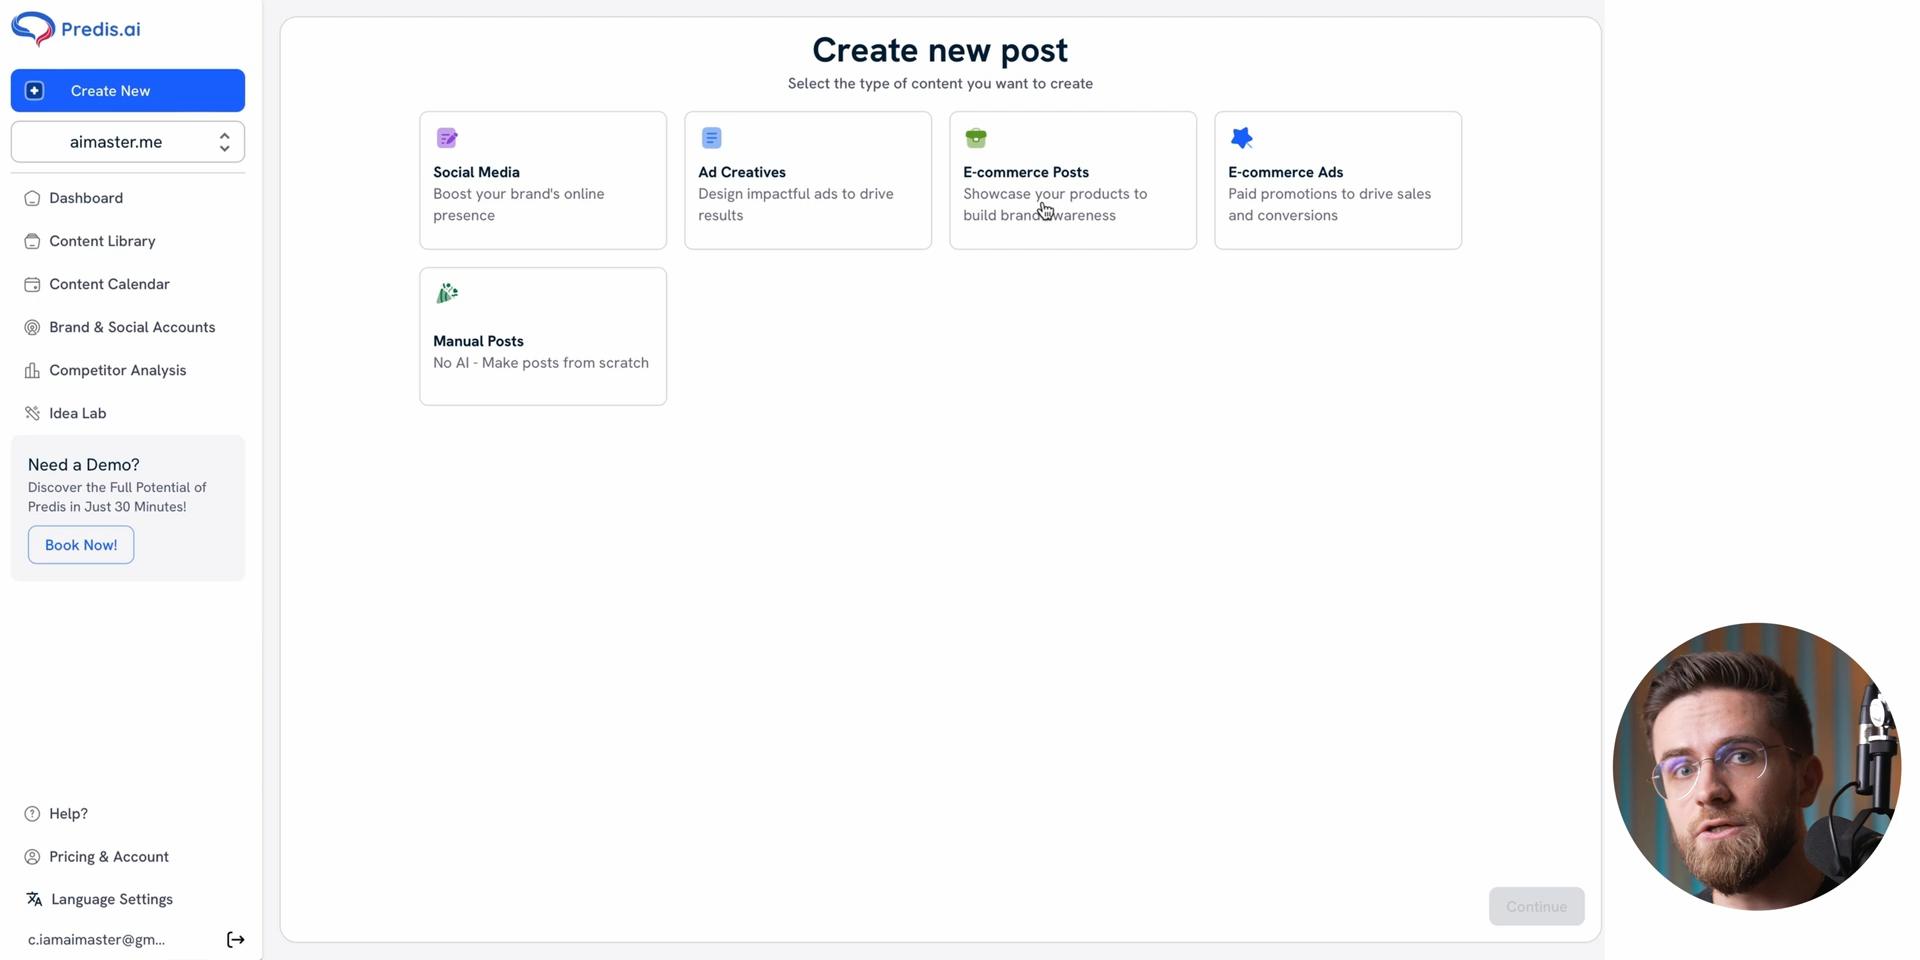 Predis.ai
Create New
aimaster.me
Dashboard
Content Library
Content Calendar
Brand & Social Accounts
Competitor Analysis
Idea Lab
Need a Demo?
Discover the Full Potential of
Predis in Just 30 Minutes!
Book Now!
Help?
Pricing & Account
Language Settings
c.iamaimaster@gm...
Create new post
Select the type of content you want to create
Social Media
Boost your brand's online
presence
Ad Creatives
Design impactful ads to drive
results
E-commerce Posts
Showcase your products to
build brand awareness
E-commerce Ads
Paid promotions to drive sales
and conversions
Manual Posts
No AI - Make posts from scratch
Continue